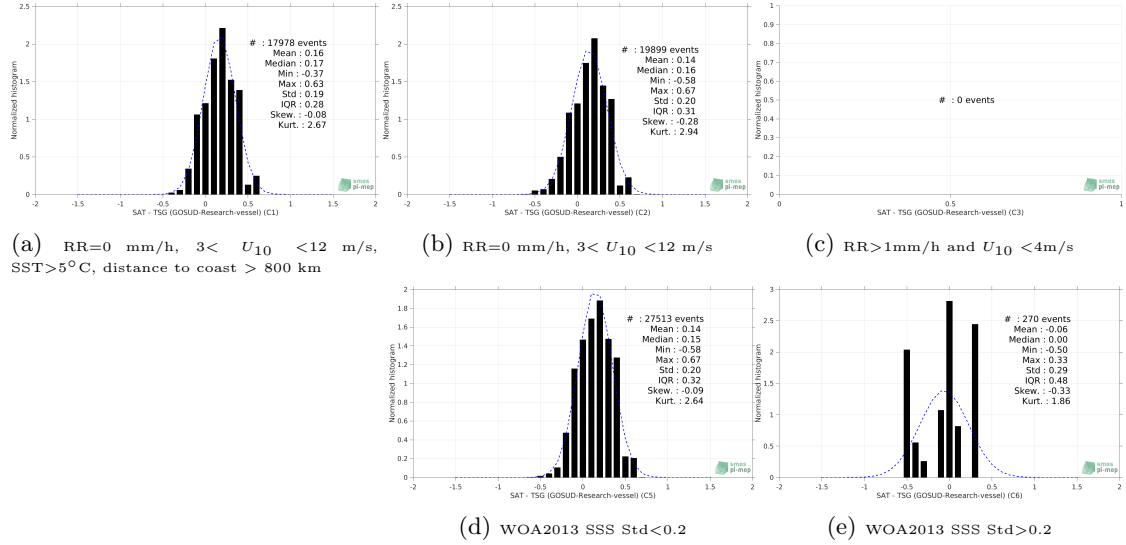 2.5
2
1.5
1
0.5
0
Normalized histogram
# : 17978 events
Mean : 0.16
Median : 0.17
Min : -0.37
Max : 0.63
Std : 0.19
IQR : 0.28
Skew. : -0.08
Kurt. : 2.67
smos
pi-mep
-2 -1.5 -1 -0.5 0 0.5 1 1.5 2
SAT - TSG (GOSUD-Research-vessel) (C1)
(a) RR=0 mm/h, 3< U10 <12 m/s,
SST>5°C, distance to coast > 800 km
2.5
2
1.5
1
0.5
0
Normalized histogram
# : 19899 events
Mean : 0.14
Median : 0.16
Min : -0.58
Max : 0.67
Std : 0.20
IQR : 0.31
Skew. : -0.28
Kurt. : 2.94
smos
pi-mep
-2 -1.5 -1 -0.5 0 0.5 1 1.5 2
SAT - TSG (GOSUD-Research-vessel) (C2)
(b) RR=0 mm/h, 3< U10 <12 m/s
1
0.9
0.8
0.7
0.6
0.5
0.4
0.3
0.2
0.1
0
Normalized histogram
# : 0 events
smos
pi-mep
0 0.5 1
SAT - TSG (GOSUD-Research-vessel) (C3)
(c) RR>1mm/h and U10 <4m/s
2
1.8
1.6
1.4
1.2
1
0.8
0.6
0.4
0.2
0
Normalized histogram
# : 27513 events
Mean : 0.14
Median : 0.15
Min : -0.58
Max : 0.67
Std : 0.20
IQR : 0.32
Skew. : -0.09
Kurt. : 2.64
smos
pi-mep
-2 -1.5 -1 -0.5 0 0.5 1 1.5 2
SAT - TSG (GOSUD-Research-vessel) (C5)
(d) WOA2013 SSS Std<0.2
3
2.5
2
1.5
1
0.5
0
Normalized histogram
# : 270 events
Mean : -0.06
Median : 0.00
Min : -0.50
Max : 0.33
Std : 0.29
IQR : 0.48
Skew. : -0.33
Kurt. : 1.86
smos
pi-mep
-2 -1.5 -1 -0.5 0 0.5 1 1.5 2
SAT - TSG (GOSUD-Research-vessel) (C6)
(e) WOA2013 SSS Std>0.2